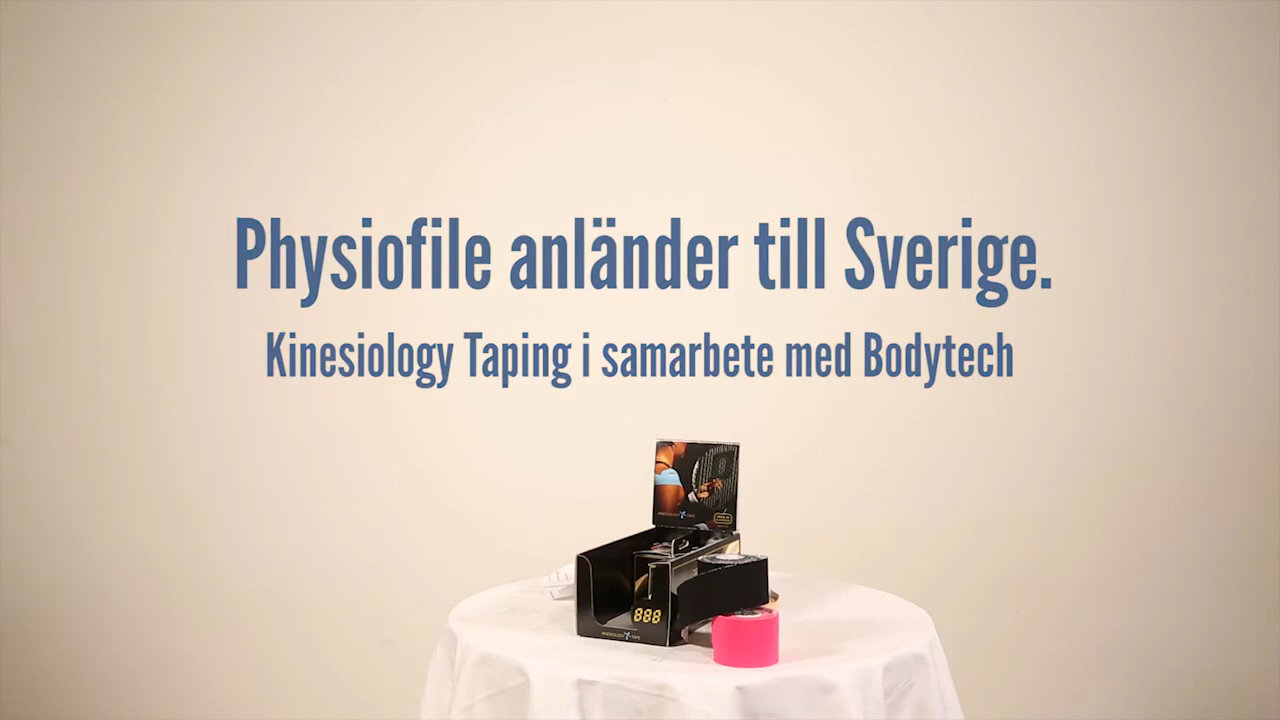 Physiofile anländer till Sverige.
Kinesiology Taping i samarbete med Bodytech
888